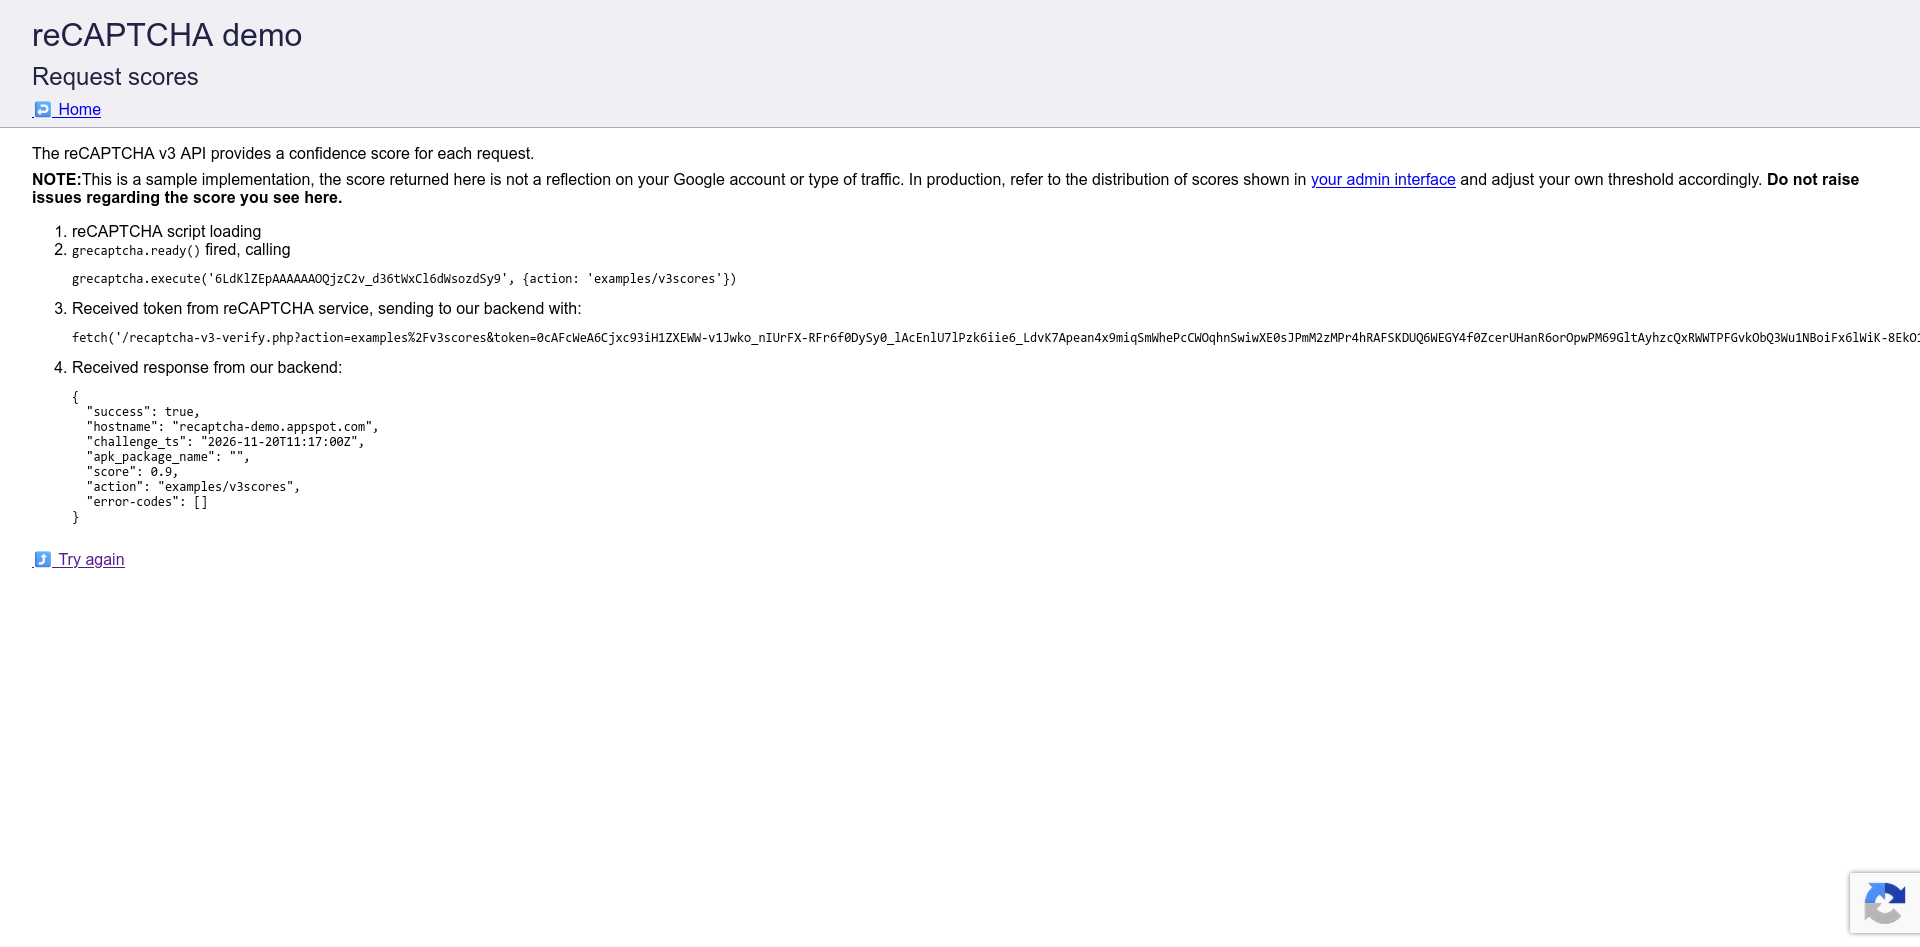 reCAPTCHA demo
Request scores
Home
The reCAPTCHA v3 API provides a confidence score for each request.
NOTE:This is a sample implementation, the score returned here is not a reflection on your Google account or type of traffic. In production, refer to the distribution of scores shown in your admin interface and adjust your own threshold accordingly. Do not raise
issues regarding the score you see here.
1. reCAPTCHA script loading
2. grecaptcha.ready() fired, calling
grecaptcha.execute('6LdKlZEpAAAAAAOQjzC2v_d36tWxCl6dWsozdSy9', {action: 'examples/v3scores'})
3. Received token from reCAPTCHA service, sending to our backend with:
fetch('/recaptcha-v3-verify.php?action=examples%2Fv3scores&token=0cAFcWeA6Cjxc93iH1ZXEWW-v1Jwko_nIUrFX-RFr6f0DySy0_lAcEnlU7lPzk6iie6_LdvK7Apean4x9miqSmWhePcCWOqhnSwiwXE0sJPmM2zMPr4hRAFSKDUQ6WEGY4f0ZcerUHanR6orOpwPM69GltAyhzcQxRWWTPFGvkObQ3Wu1NBoiFx6lWiK-8EkO1
4. Received response from our backend:
{
"success": true,
"hostname": "recaptcha-demo.appspot.com",
"challenge_ts": "2026-11-20T11:17:00Z",
"apk_package_name": "",
"score": 0.9,
"action": "examples/v3scores",
"error-codes": []
}
Try again